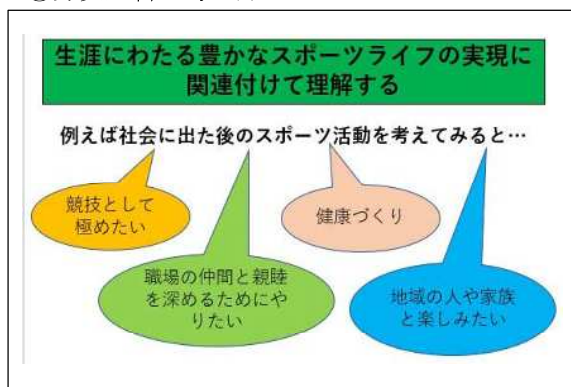 生涯にわたる豊かなスポーツライフの実現に
関連付けて理解する
例えば社会に出た後のスポーツ活動を考えてみると…
競技として
極めたい
健康づくり
職場の仲間と親睦
を深めるためにや
りたい
地域の人や家族
と楽しみたい